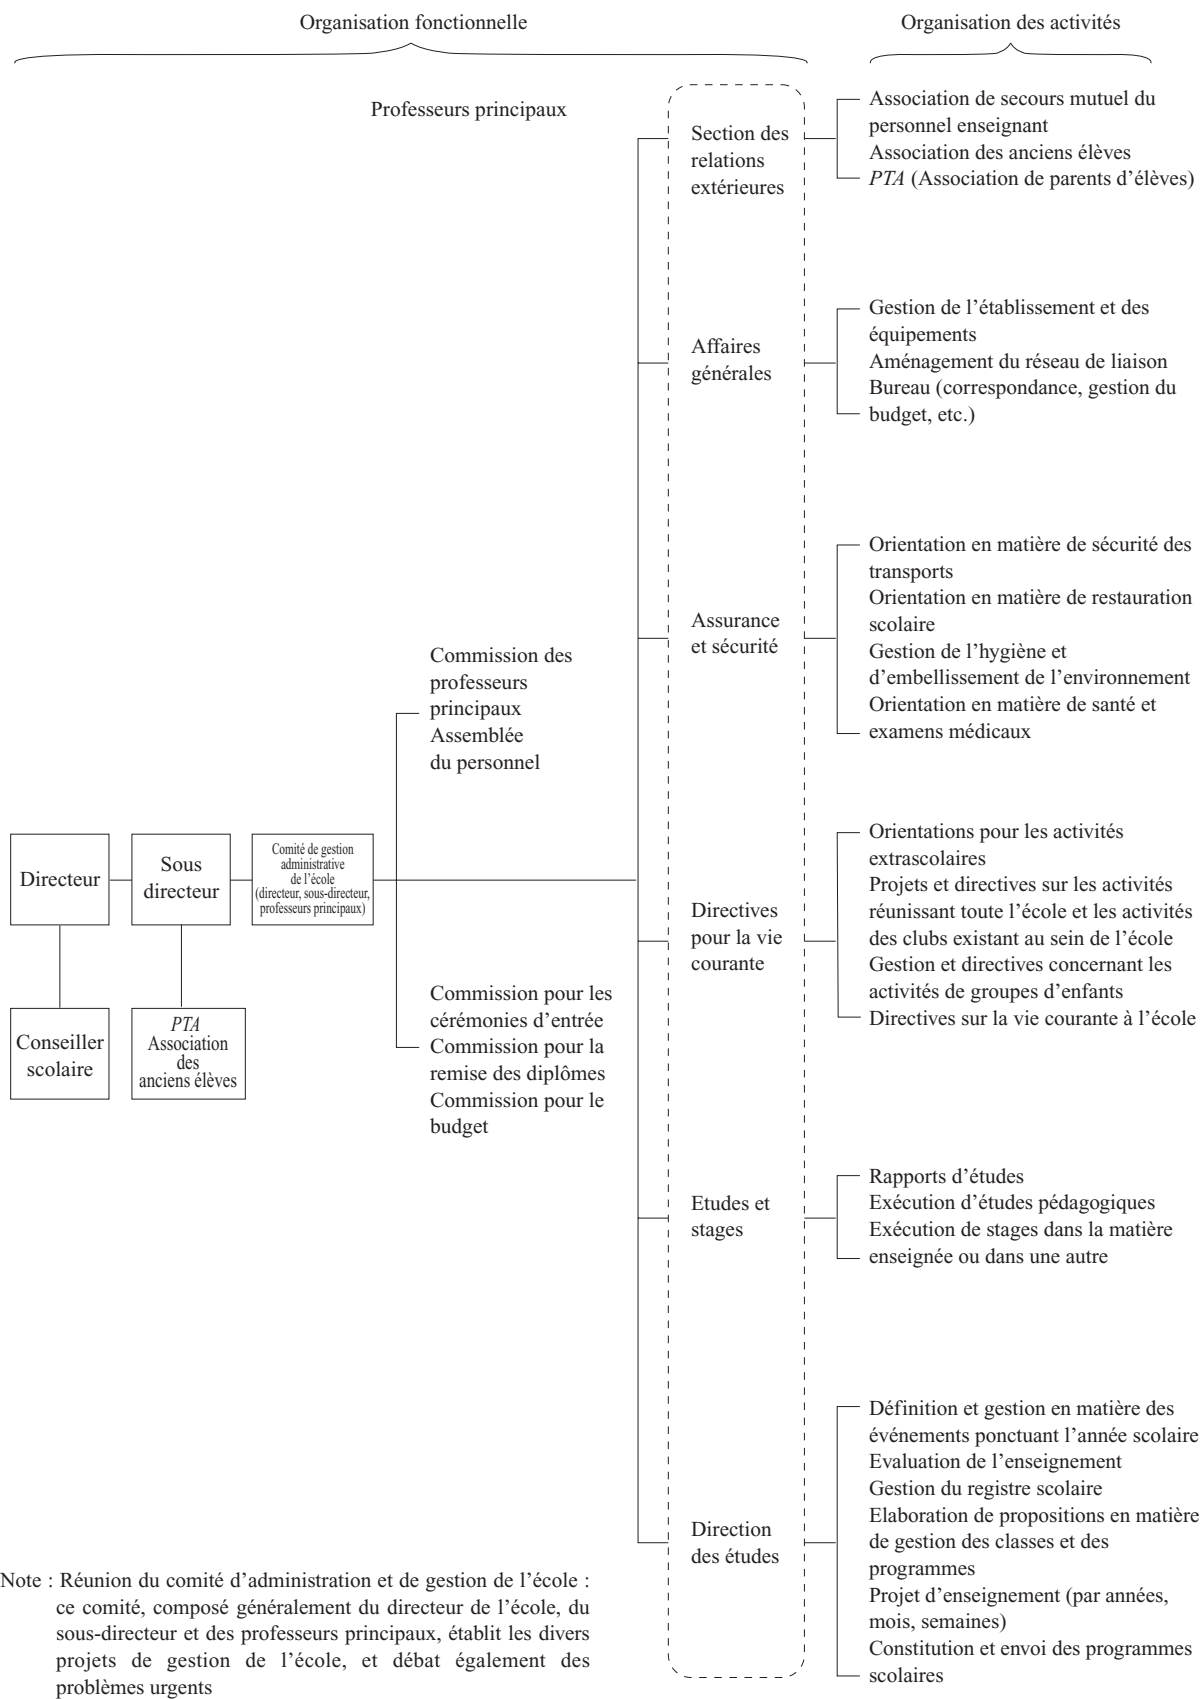 Organisation fonctionnelle
Organisation des activités
Professeurs principaux
Section des
relations
extérieures
Association de secours mutuel du
personnel enseignant
Association des anciens élèves
PTA (Association de parents d'élèves)
Affaires
générales
Gestion de l'établissement et des
équipements
Aménagement du réseau de liaison
Bureau (correspondance, gestion du
budget, etc.)
Assurance
et sécurité
Orientation en matière de sécurité des
transports
Orientation en matière de restauration
scolaire
Gestion de l'hygiène et
d'embellissement de l'environnement
Orientation en matière de santé et
examens médicaux
Commission des
professeurs
principaux
Assemblée
du personnel
Directeur
Sous
directeur
Comité de gestion
administrative
de l'école
(directeur, sous-directeur,
professeurs principaux)
Conseiller
scolaire
PTA
Association
des
anciens élèves
Commission pour les
cérémonies d'entrée
Commission pour la
remise des diplômes
Commission pour le
budget
Directives
pour la vie
courante
Orientations pour les activités
extrascolaires
Projets et directives sur les activités
réunissant toute l'école et les activités
des clubs existant au sein de l'école
Gestion et directives concernant les
activités de groupes d'enfants
Directives sur la vie courante à l'école
Etudes et
stages
Rapports d'études
Exécution d'études pédagogiques
Exécution de stages dans la matière
enseignée ou dans une autre
Direction
des études
Définition et gestion en matière des
événements ponctuant l'année scolaire
Evaluation de l'enseignement
Gestion du registre scolaire
Elaboration de propositions en matière
de gestion des classes et des
programmes
Projet d'enseignement (par années,
mois, semaines)
Constitution et envoi des programmes
scolaires
Note : Réunion du comité d'administration et de gestion de l'école :
ce comité, composé généralement du directeur de l'école, du
sous-directeur et des professeurs principaux, établit les divers
projets de gestion de l'école, et débat également des
problèmes urgents